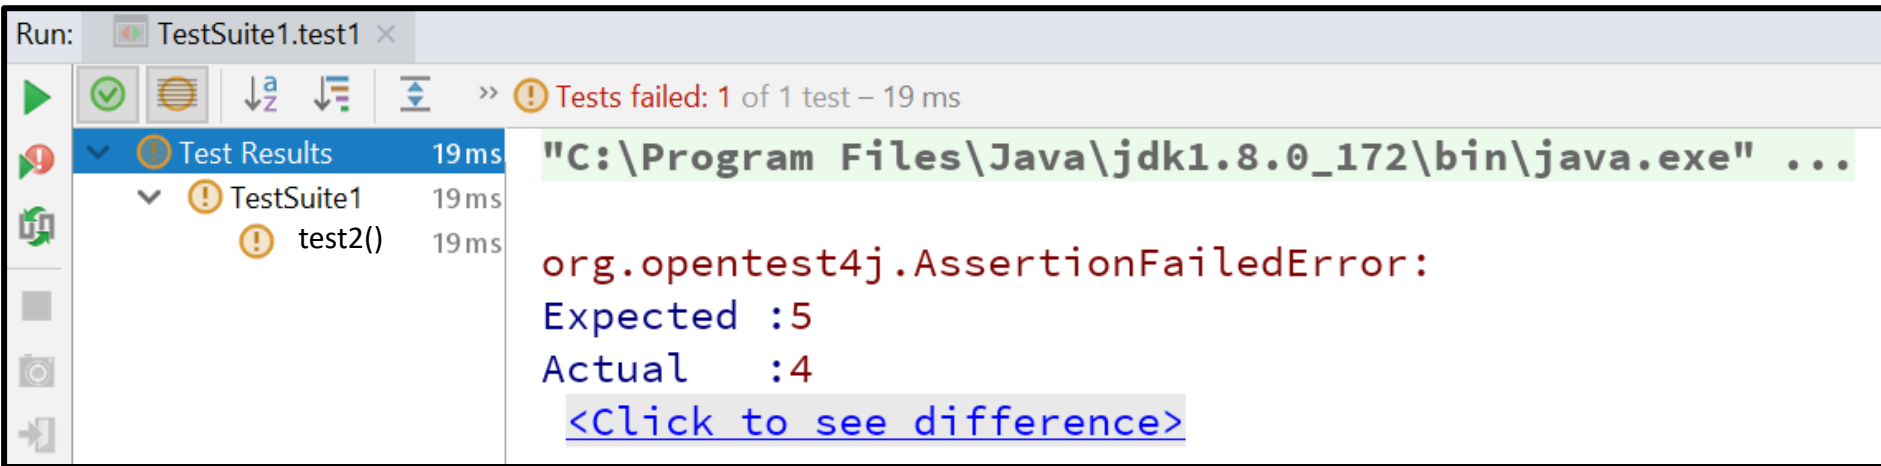 Run: TestSuite1.test1
Tests failed: 1 of 1 test – 19 ms
Test Results 19 ms
TestSuite1 19 ms
test2() 19 ms
"C:\Program Files\Java\jdk1.8.0_172\bin\java.exe" ...
org.opentest4j.AssertionFailedError:
Expected :5
Actual :4
<Click to see difference>